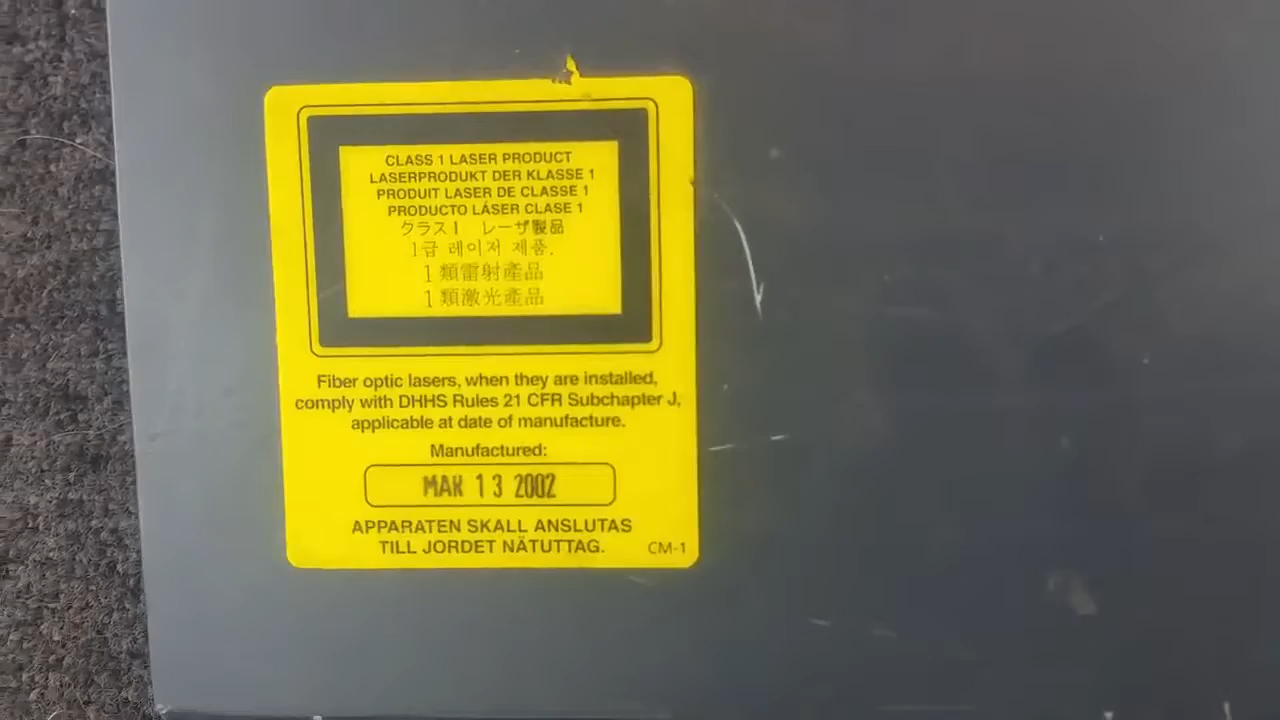 CLASS 1 LASER PRODUCT
LASERPRODUKT DER KLASSE 1
PRODUIT LASER DE CLASSE 1
PRODUCTO LÁSER CLASE 1
クラス1 レーザ製品
1급 레이저 제품.
1類雷射產品
1類激光產品
Fiber optic lasers, when they are installed,
comply with DHHS Rules 21 CFR Subchapter J,
applicable at date of manufacture.
Manufactured:
MAR 13 2002
APPARATEN SKALL ANSLUTAS
TILL JORDET NÄTUTTAG.
CM-1